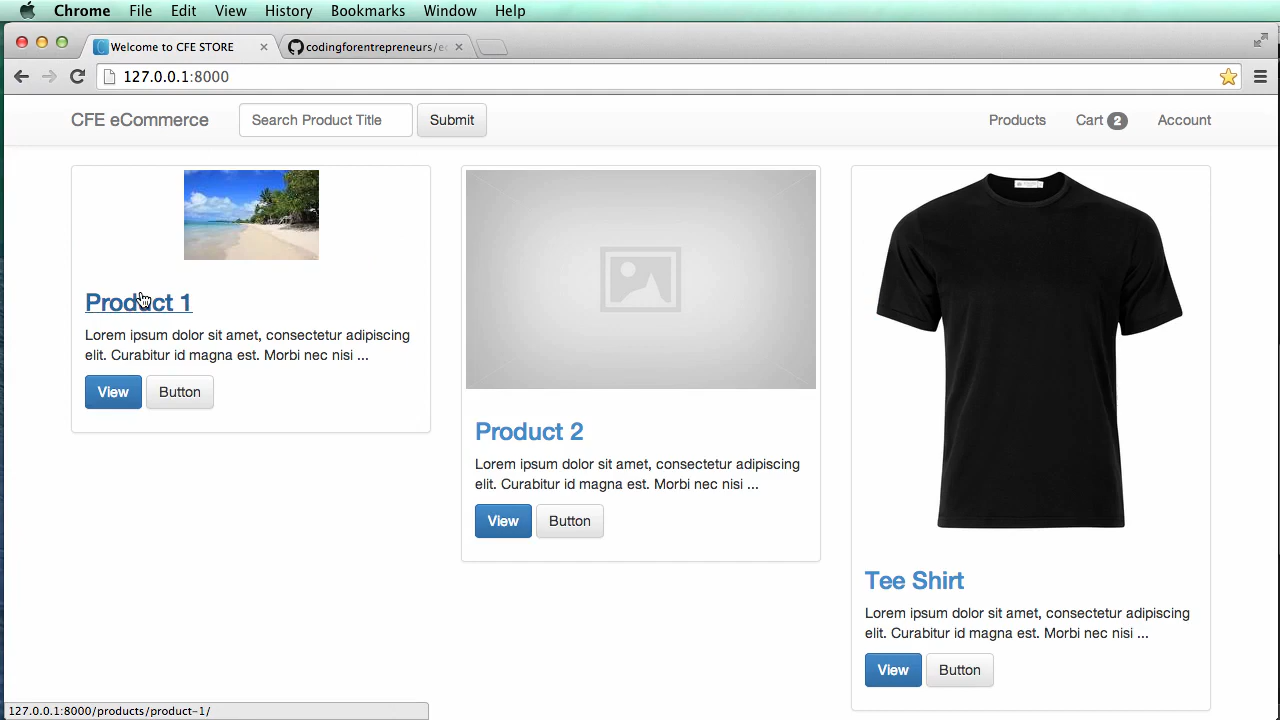 Chrome File Edit View History Bookmarks Window Help
Welcome to CFE STORE
codingforentrepreneurs/e
127.0.0.1:8000
CFE eCommerce
Search Product Title
Submit
Products
Cart 2
Account
Product 1
Lorem ipsum dolor sit amet, consectetur adipiscing
elit. Curabitur id magna est. Morbi nec nisi ...
View
Button
Product 2
Lorem ipsum dolor sit amet, consectetur adipiscing
elit. Curabitur id magna est. Morbi nec nisi ...
View
Button
Tee Shirt
Lorem ipsum dolor sit amet, consectetur adipiscing
elit. Curabitur id magna est. Morbi nec nisi ...
View
Button
127.0.0.1:8000/products/product-1/